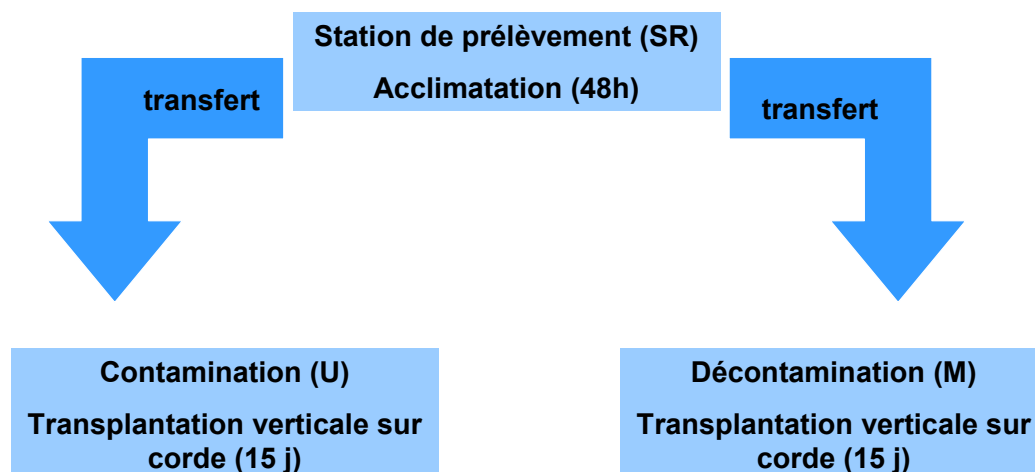 Station de prélèvement (SR)
Acclimatation (48h)
transfert
transfert
Contamination (U)
Transplantation verticale sur
corde (15 j)
Décontamination (M)
Transplantation verticale sur
corde (15 j)